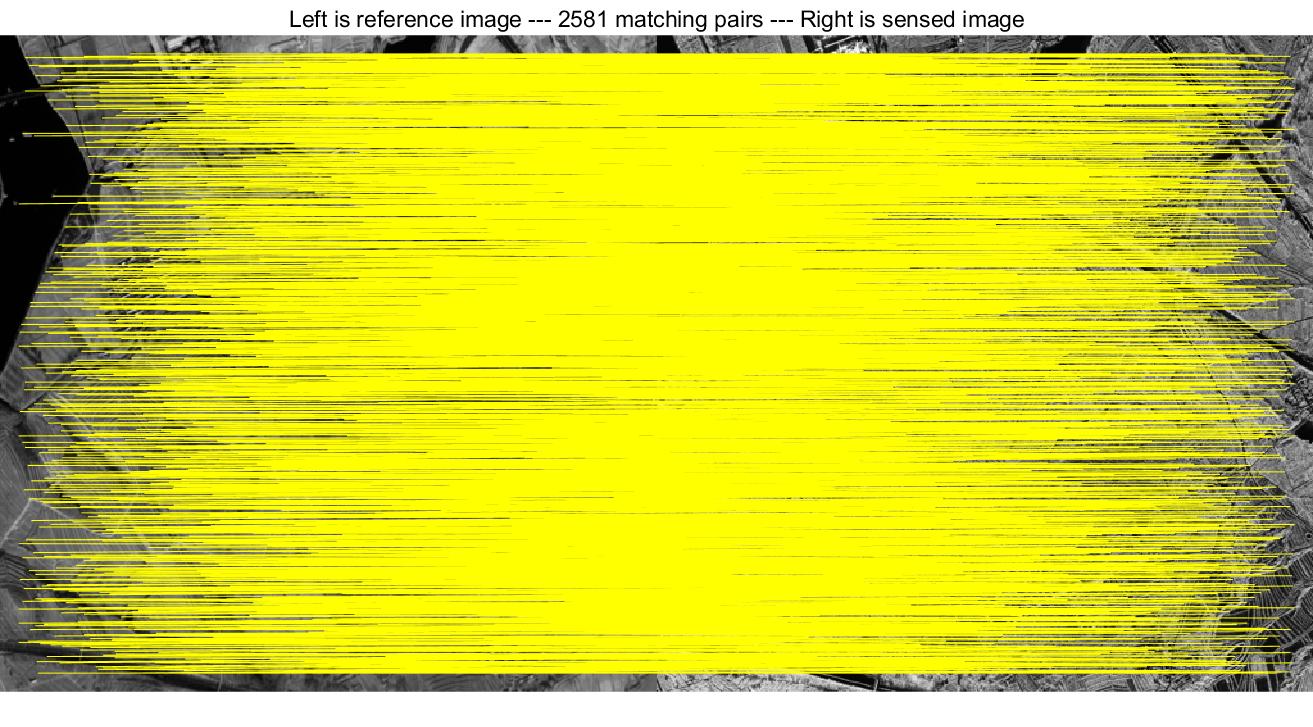 Left is reference image --- 2581 matching pairs --- Right is sensed image